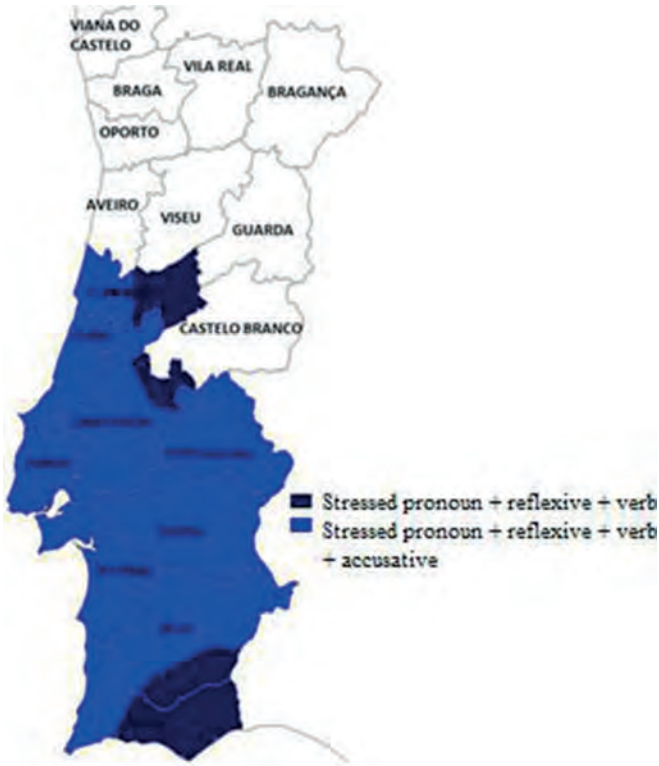 VIANA DO
CASTELO
VILA REAL
BRAGA
BRAGANÇA
OPORTO
AVEIRO
VISEU
GUARDA
CASTELO BRANCO
Stressed pronoun + reflexive + verb
Stressed pronoun + reflexive + verb
+ accusative